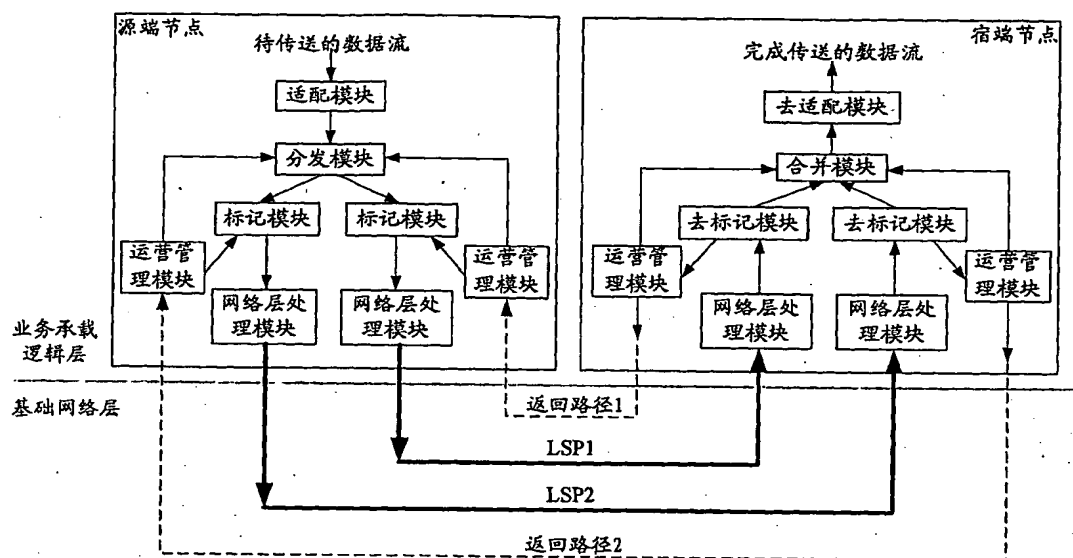 源端节点
待传送的数据流
适配模块
分发模块
标记模块
标记模块
运营管
理模块
运营管
理模块
网络层处
理模块
网络层处
理模块
宿端节点
完成传送的数据流
去适配模块
合并模块
去标记模块
去标记模块
运营管
理模块
运营管
理模块
网络层处
理模块
网络层处
理模块
业务承载
逻辑层
基础网络层
返回路径1
LSP1
LSP2
返回路径2